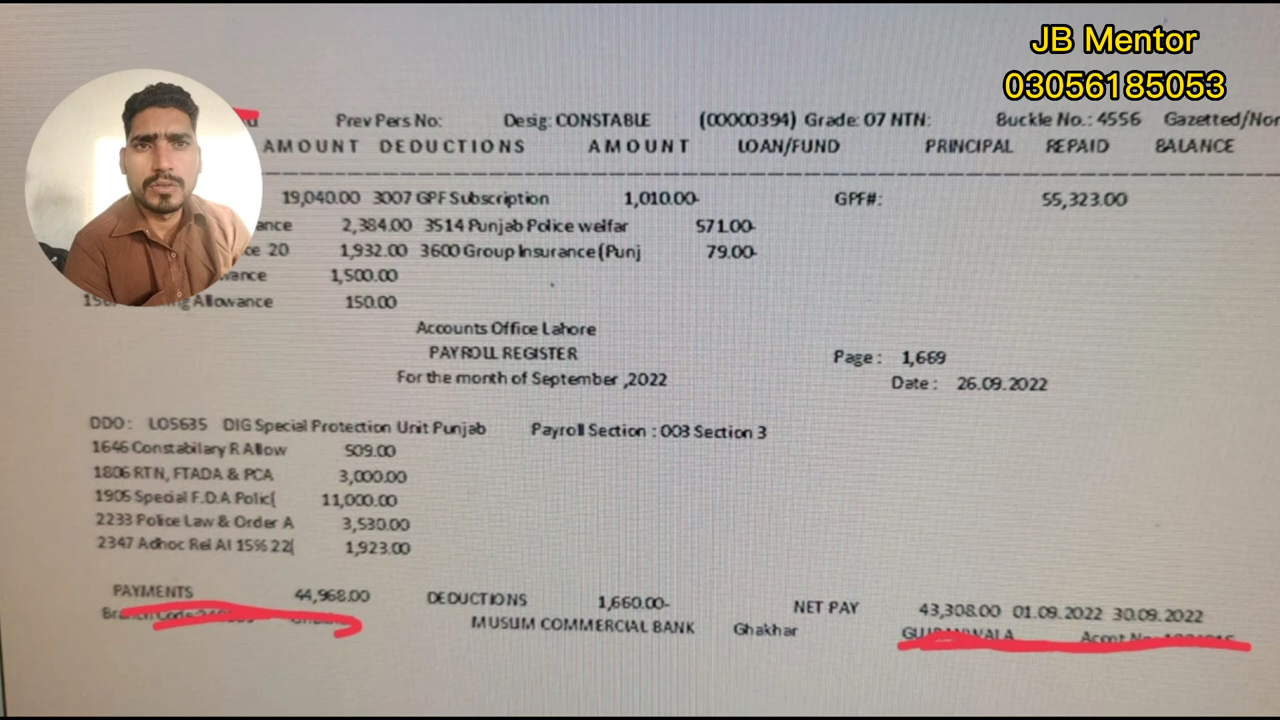 JB Mentor
03056185053
Prev Pers No: Desig: CONSTABLE (00000394) Grade: 07 NTN: Buckle No.: 4556 Gazetted/Nor
AMOUNT DEDUCTIONS AMOUNT LOAN/FUND PRINCIPAL REPAID BALANCE
19,040.00 3007 GPF Subscription 1,010.00- GPF#: 55,323.00
ance 2,384.00 3514 Punjab Police welfar 571.00-
ce 20 1,932.00 3600 Group Insurance (Punj 79.00-
wance 1,500.00
Allowance 150.00
Accounts Office Lahore
PAYROLL REGISTER Page : 1,669
For the month of September ,2022 Date : 26.09.2022
DDO : LO5635 DIG Special Protection Unit Punjab Payroll Section : 003 Section 3
1646 Constabilary R Allow 509.00
1806 RTN, FTADA & PCA 3,000.00
1905 Special F.D.A Polic( 11,000.00
2233 Police Law & Order A 3,530.00
2347 Adhoc Rel Al 15% 22( 1,923.00
PAYMENTS 44,968.00 DEDUCTIONS 1,660.00- NET PAY 43,308.00 01.09.2022 30.09.2022
Branch Code MUSLIM COMMERCIAL BANK Ghakhar GUJRANWALA Accnt No: